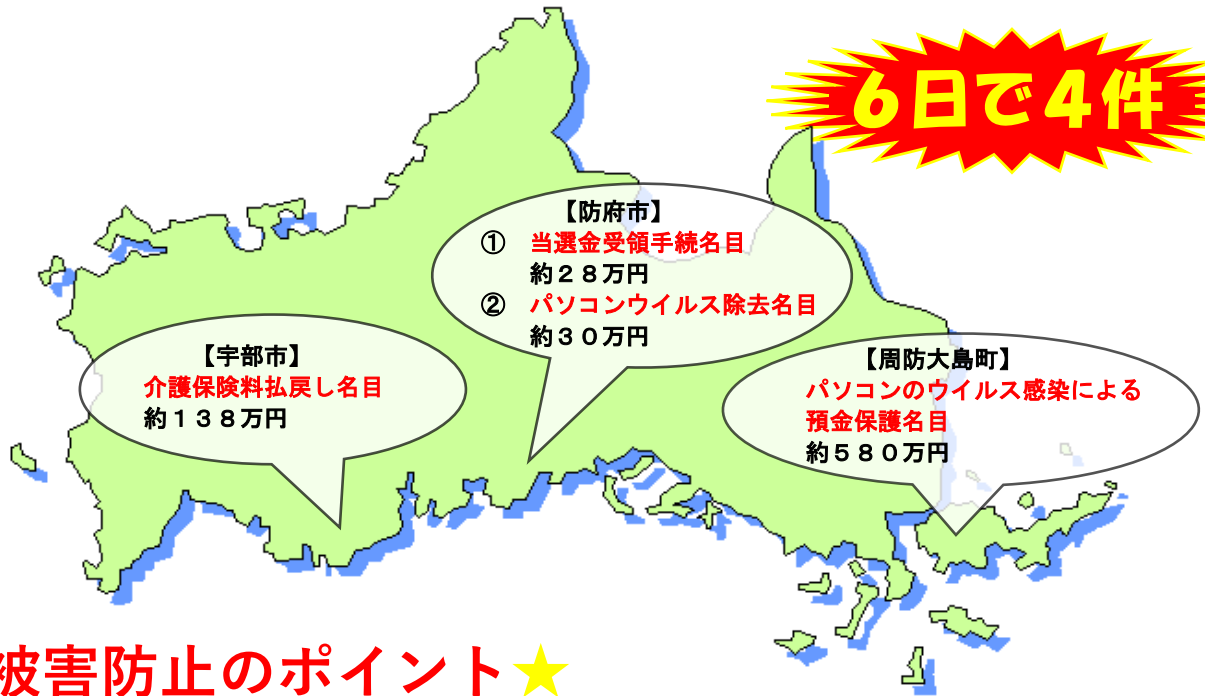 6日で4件
【防府市】
① 当選金受領手続名目
約28万円
② パソコンウイルス除去名目
約30万円
【宇部市】
介護保険料払戻し名目
約138万円
【周防大島町】
パソコンのウイルス感染による
預金保護名目
約580万円
被害防止のポイント★